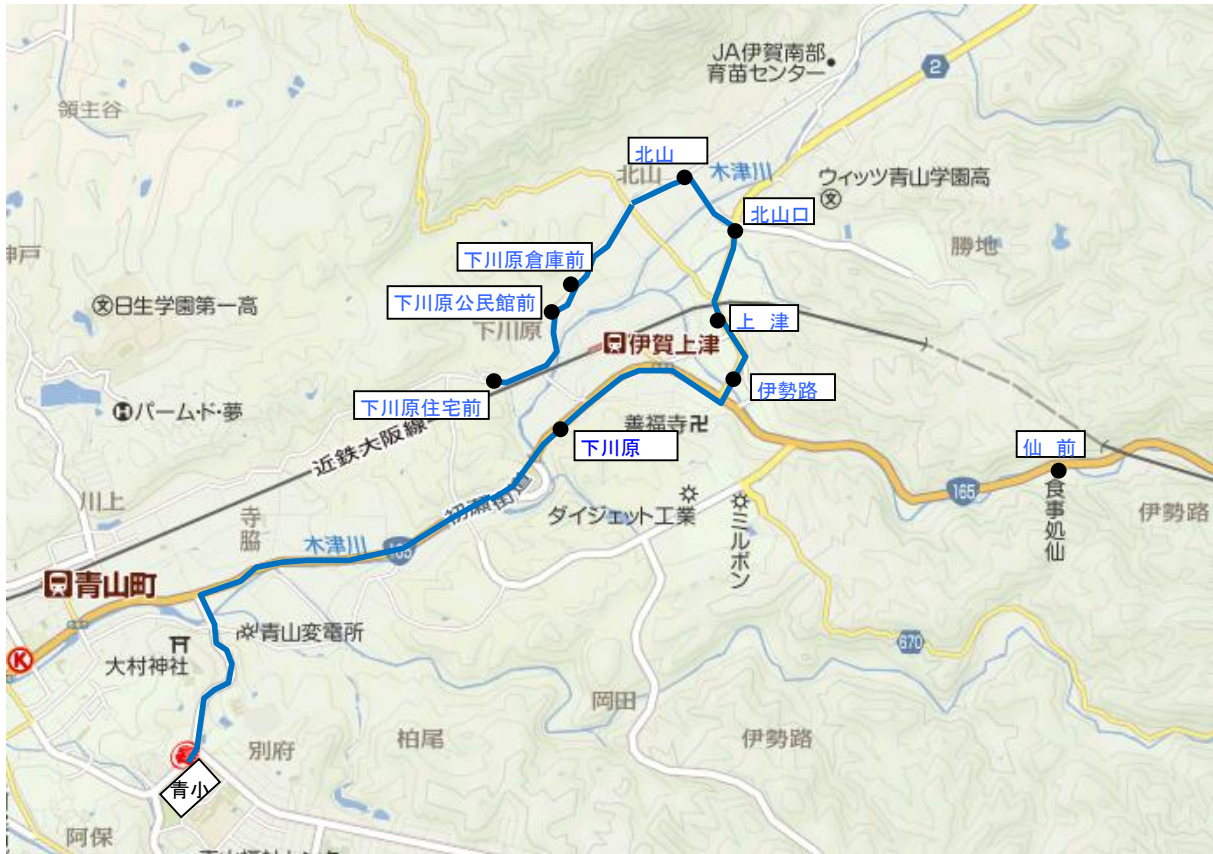 JA伊賀南部
育苗センター
2
領主谷
北山
北山
木津川
ウィッツ青山学園高
文
北山口
勝地
神戸
下川原倉庫前
文日生学園第一高
下川原公民館前
下川原
上 津
伊賀上津
伊勢路
下川原住宅前
パーム・ド・夢
H
近鉄大阪線
善福寺卍
下川原
仙 前
165
食事処仙
伊勢路
川上
寺脇
初瀬街道
ダイジェット工業
ミルボン
木津川
165
青山町
青山変電所
大村神社
K
670
岡田
柏尾
別府
伊勢路
青小
阿保